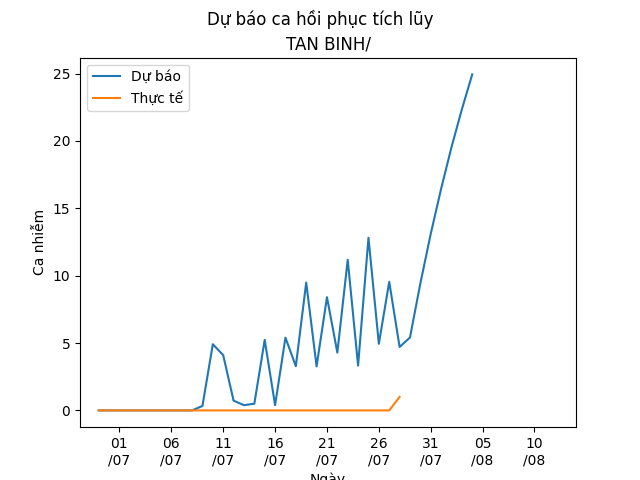 Dự báo ca hồi phục tích lũy
TAN BINH/
Dự báo
Thực tế
Ca nhiễm
25
20
15
10
5
0
01 06 11 16 21 26 31 05 10
/07 /07 /07 /07 /07 /07 /07 /08 /08
Ngày